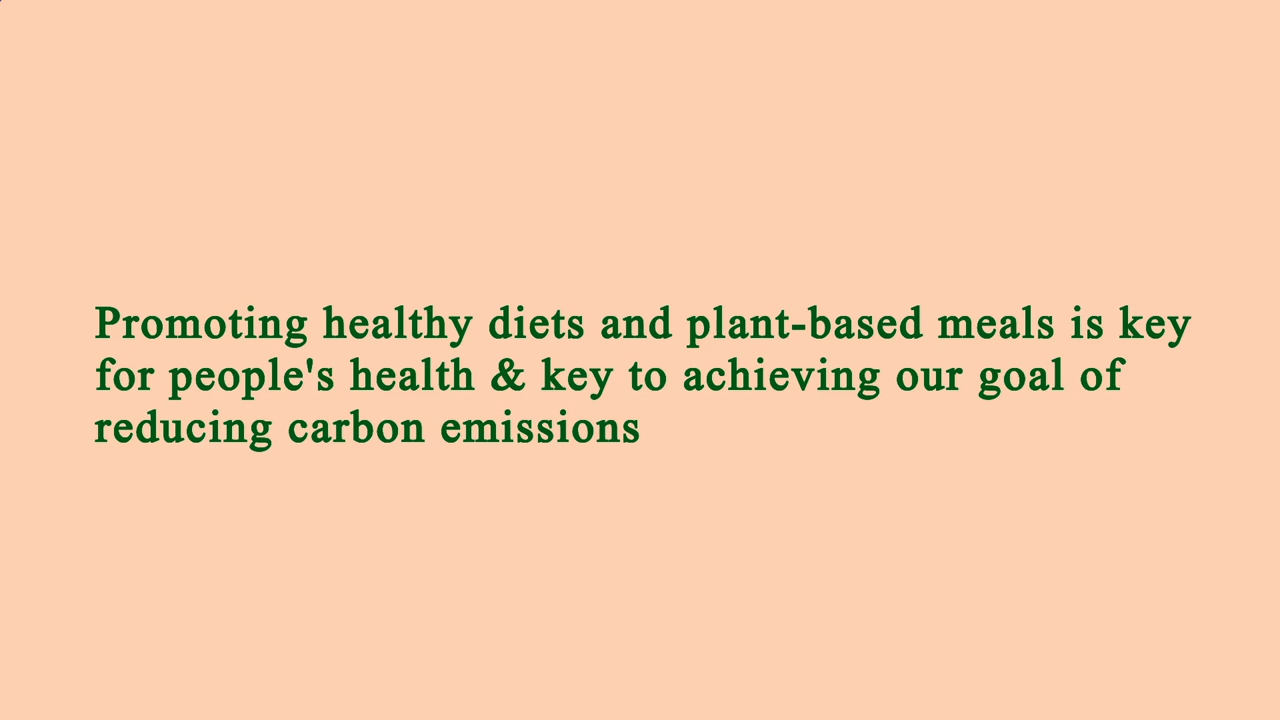 Promoting healthy diets and plant-based meals is key
for people's health & key to achieving our goal of
reducing carbon emissions